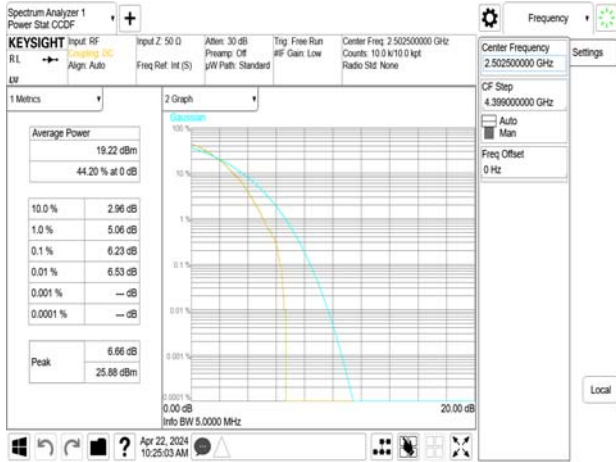 Spectrum Analyzer 1
Power Stat CCDF
+
Frequency
KEYSIGHT
RL
Input: RF
Coupling: DC
Align: Auto
Input Z: 50 Ω
Freq Ref: Int (S)
Atten: 30 dB
Preamp: Off
µW Path: Standard
Trig: Free Run
#IF Gain: Low
Center Freq: 2.502500000 GHz
Counts: 10.0 k/10.0 kpt
Radio Std: None
Center Frequency
2.502500000 GHz
Settings
CF Step
4.399000000 GHz
Auto
Man
Freq Offset
0 Hz
1 Metrics
2 Graph
Gaussian
Average Power
19.22 dBm
44.20 % at 0 dB
10.0 % 2.96 dB
1.0 % 5.06 dB
0.1 % 6.23 dB
0.01 % 6.53 dB
0.001 % --- dB
0.0001 % --- dB
Peak 6.66 dB
25.88 dBm
100 %
10 %
1 %
0.1 %
0.01 %
0.001 %
0.0001 %
0.00 dB 20.00 dB
Info BW 5.0000 MHz
Local
?
Apr 22, 2024
10:25:03 AM